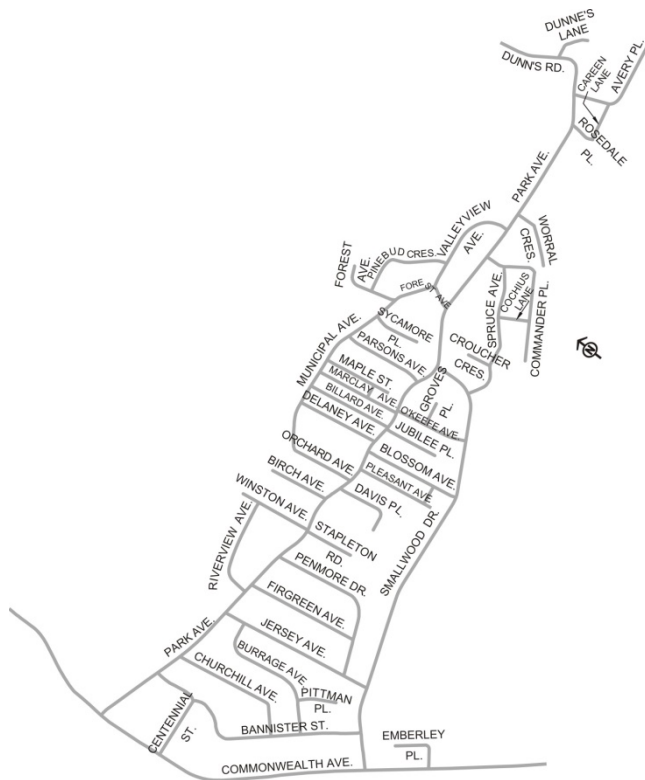 DUNNE'S
LANE
DUNN'S RD.
CAREEN
LANE
AVERY PL.
ROSEDALE
PL.
PARK AVE.
VALLEYVIEW
AVE.
WORRAL
CRES.
FOREST
AVE.
PINEBUD CRES.
FOREST AVE
SPRUCE AVE.
COCHIUS
LANE
COMMANDER PL.
MUNICIPAL AVE.
SYCAMORE
PL.
PARSONS AVE.
CROUCHER
CRES.
N
MAPLE ST.
MARCLAY AVE.
BILLARD AVE.
DELANEY AVE.
GROVES
PL.
O'KEEFE AVE.
JUBILEE PL.
BLOSSOM AVE.
PLEASANT AVE
ORCHARD AVE.
BIRCH AVE.
DAVIS PL.
WINSTON AVE.
STAPLETON
RD.
SMALLWOOD DR.
RIVERVIEW AVE.
PENMORE DR.
FIRGREEN AVE.
JERSEY AVE.
PARK AVE.
BURRAGE AVE.
CHURCHILL AVE.
PITTMAN
PL.
CENTENNIAL
ST.
BANNISTER ST.
EMBERLEY
PL.
COMMONWEALTH AVE.